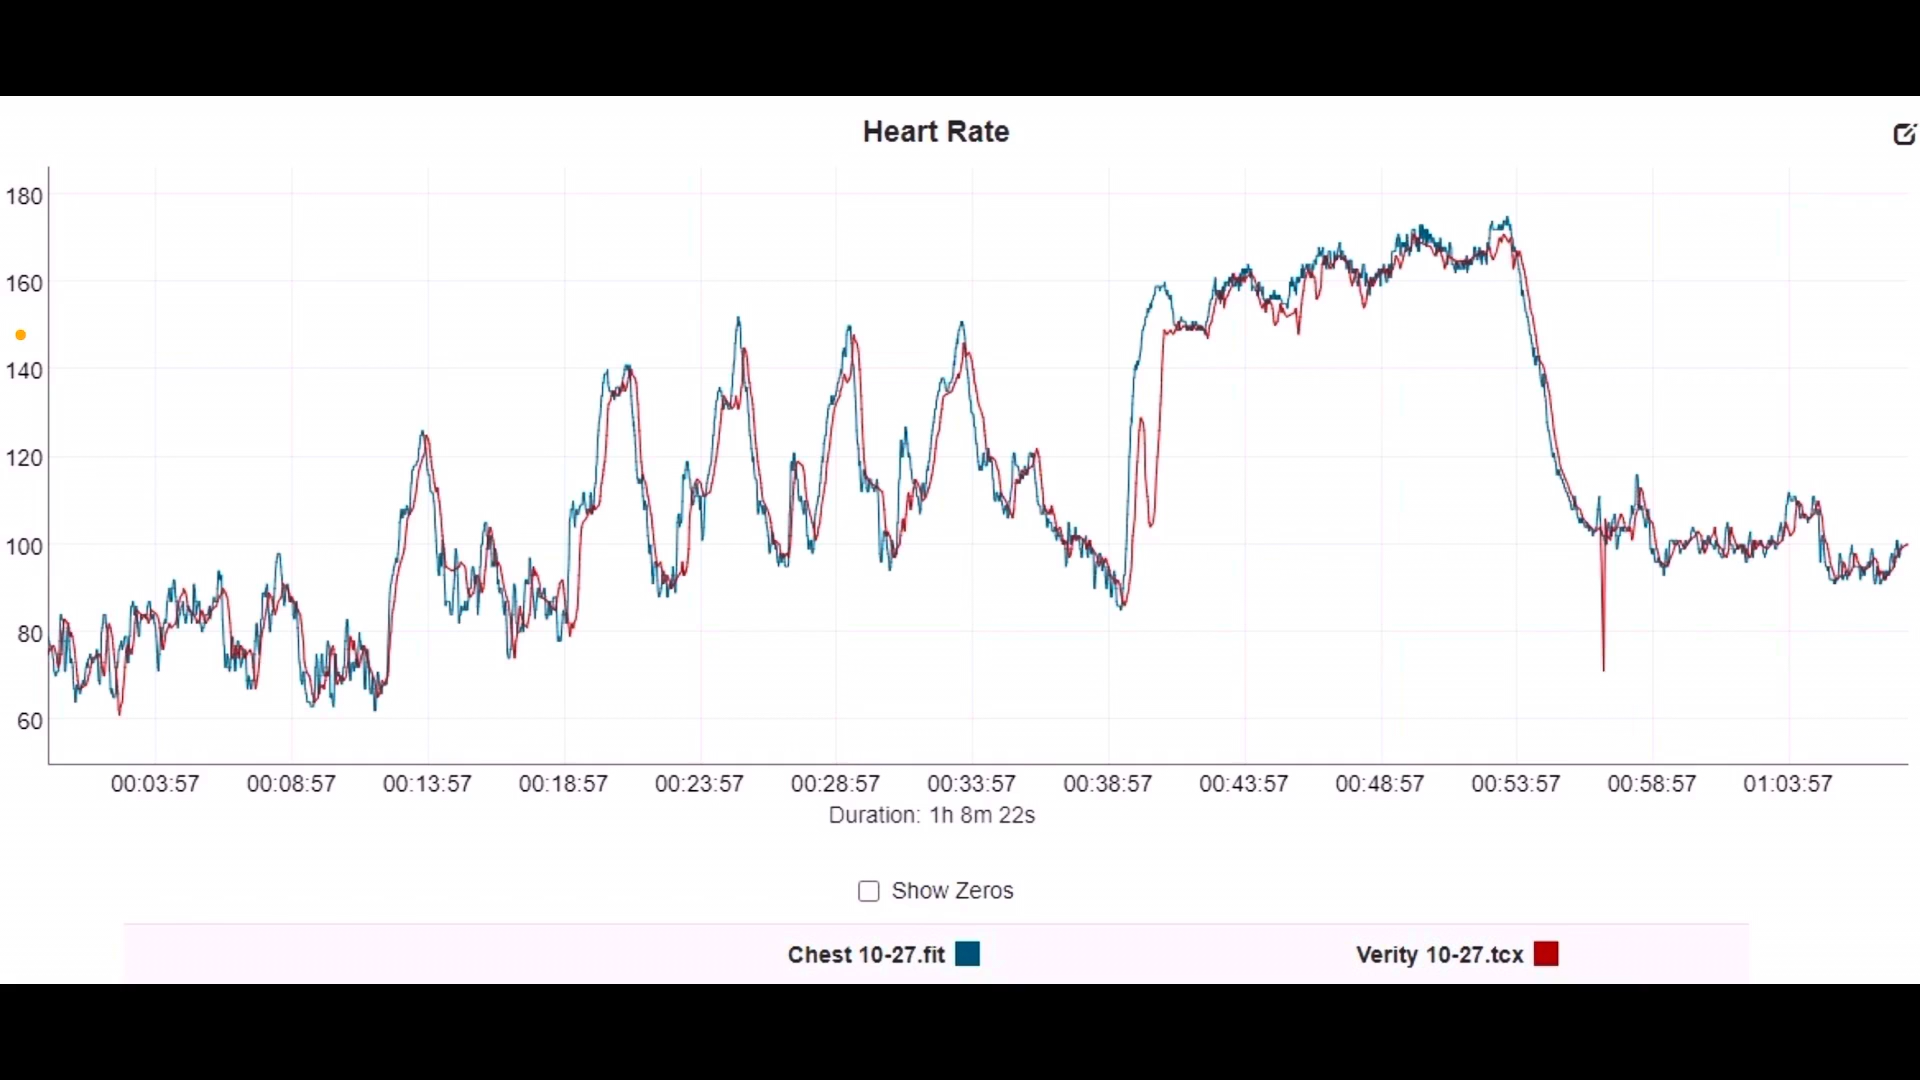 Heart Rate
180
160
140
120
100
80
60
00:03:57 00:08:57 00:13:57 00:18:57 00:23:57 00:28:57 00:33:57 00:38:57 00:43:57 00:48:57 00:53:57 00:58:57 01:03:57
Duration: 1h 8m 22s
Show Zeros
Chest 10-27.fit Verity 10-27.tcx